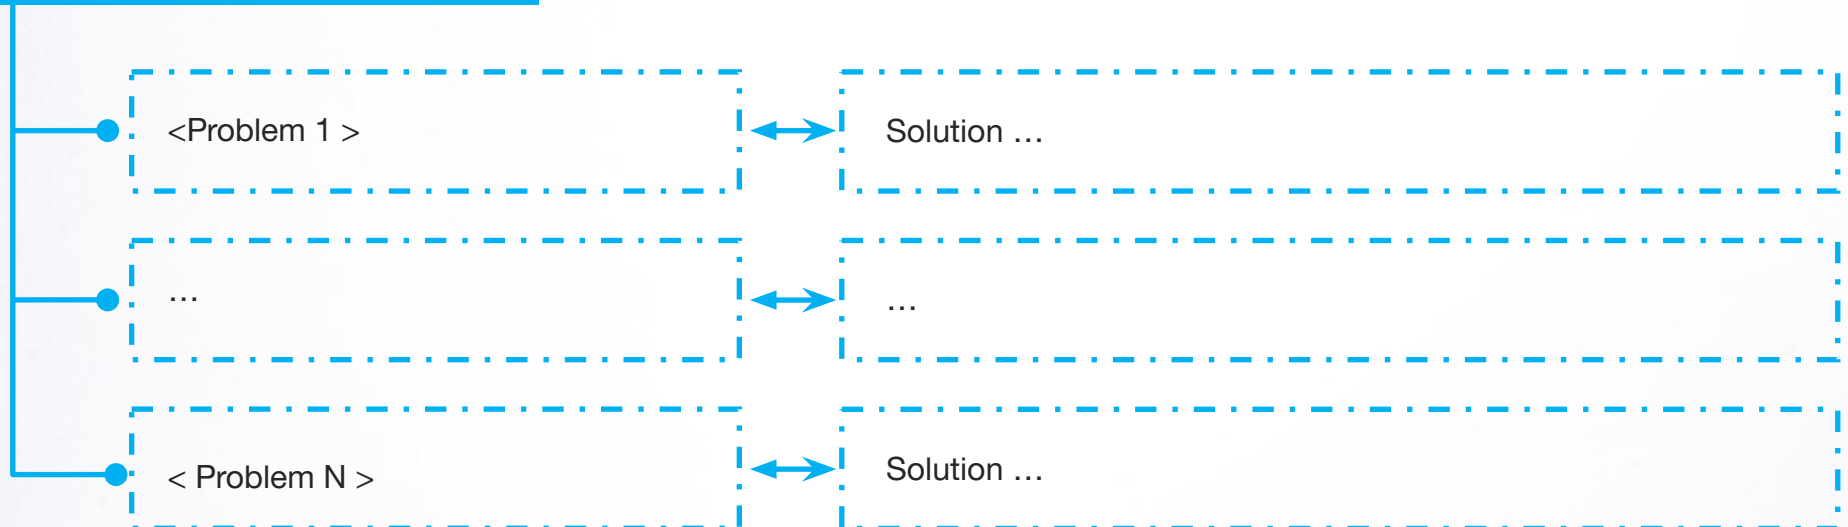 <Problem 1 >
Solution …
…
…
< Problem N >
Solution …